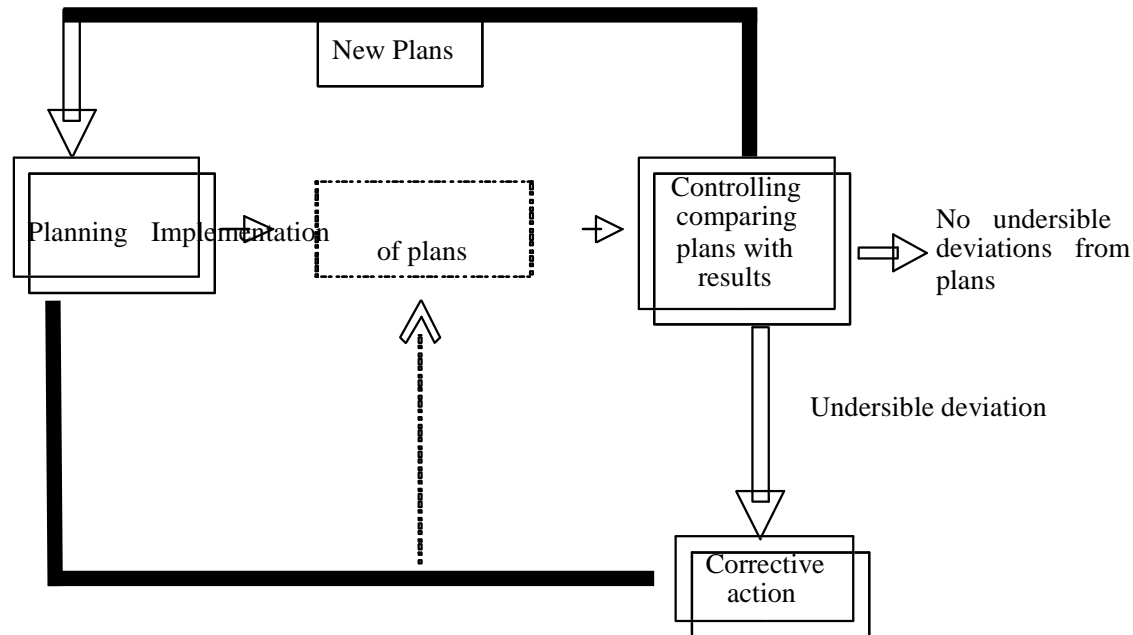 New Plans
Planning Implementation
of plans
Controlling
comparing
plans with
results
No undersible
deviations from
plans
Undersible deviation
Corrective
action